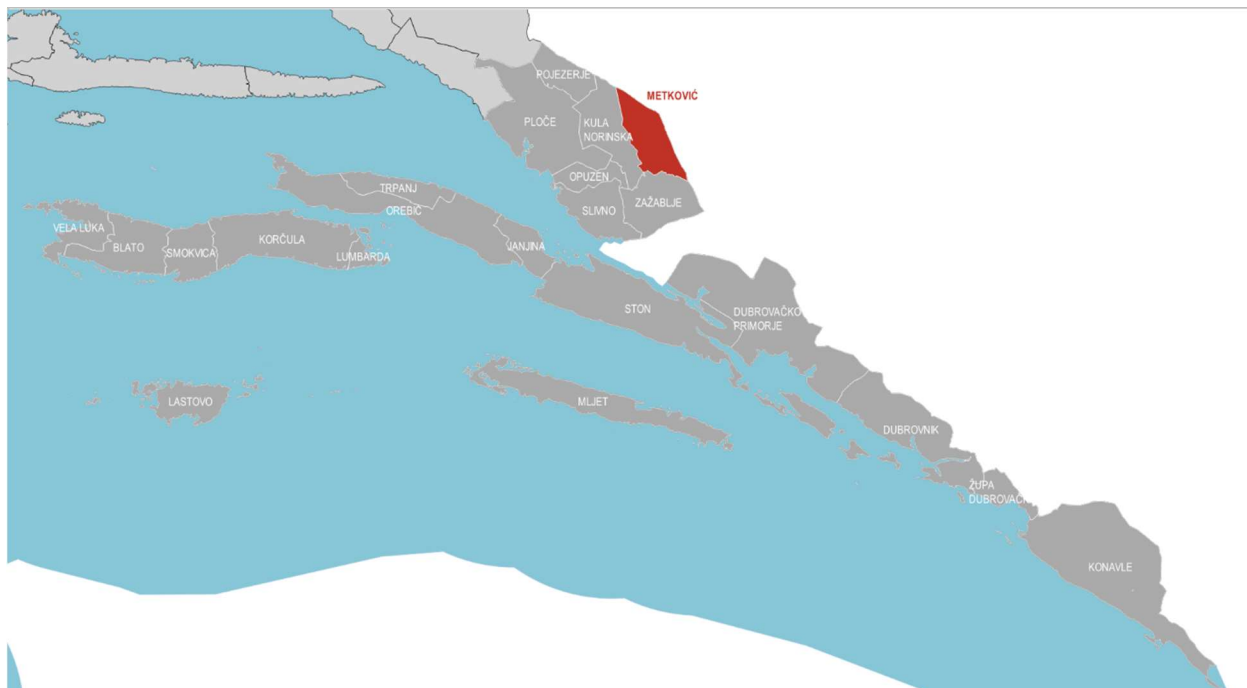 POJEZERJE
METKOVIĆ
PLOČE
KULA
NORINSKA
OPUZEN
TRPANJ
ZAŽABLJE
OREBIĆ
SLIVNO
VELA LUKA
BLATO
SMOKVICA
KORČULA
LUMBARDA
JANJINA
STON
DUBROVAČKO
PRIMORJE
LASTOVO
MLJET
DUBROVNIK
ŽUPA
DUBROVAČK
KONAVLE